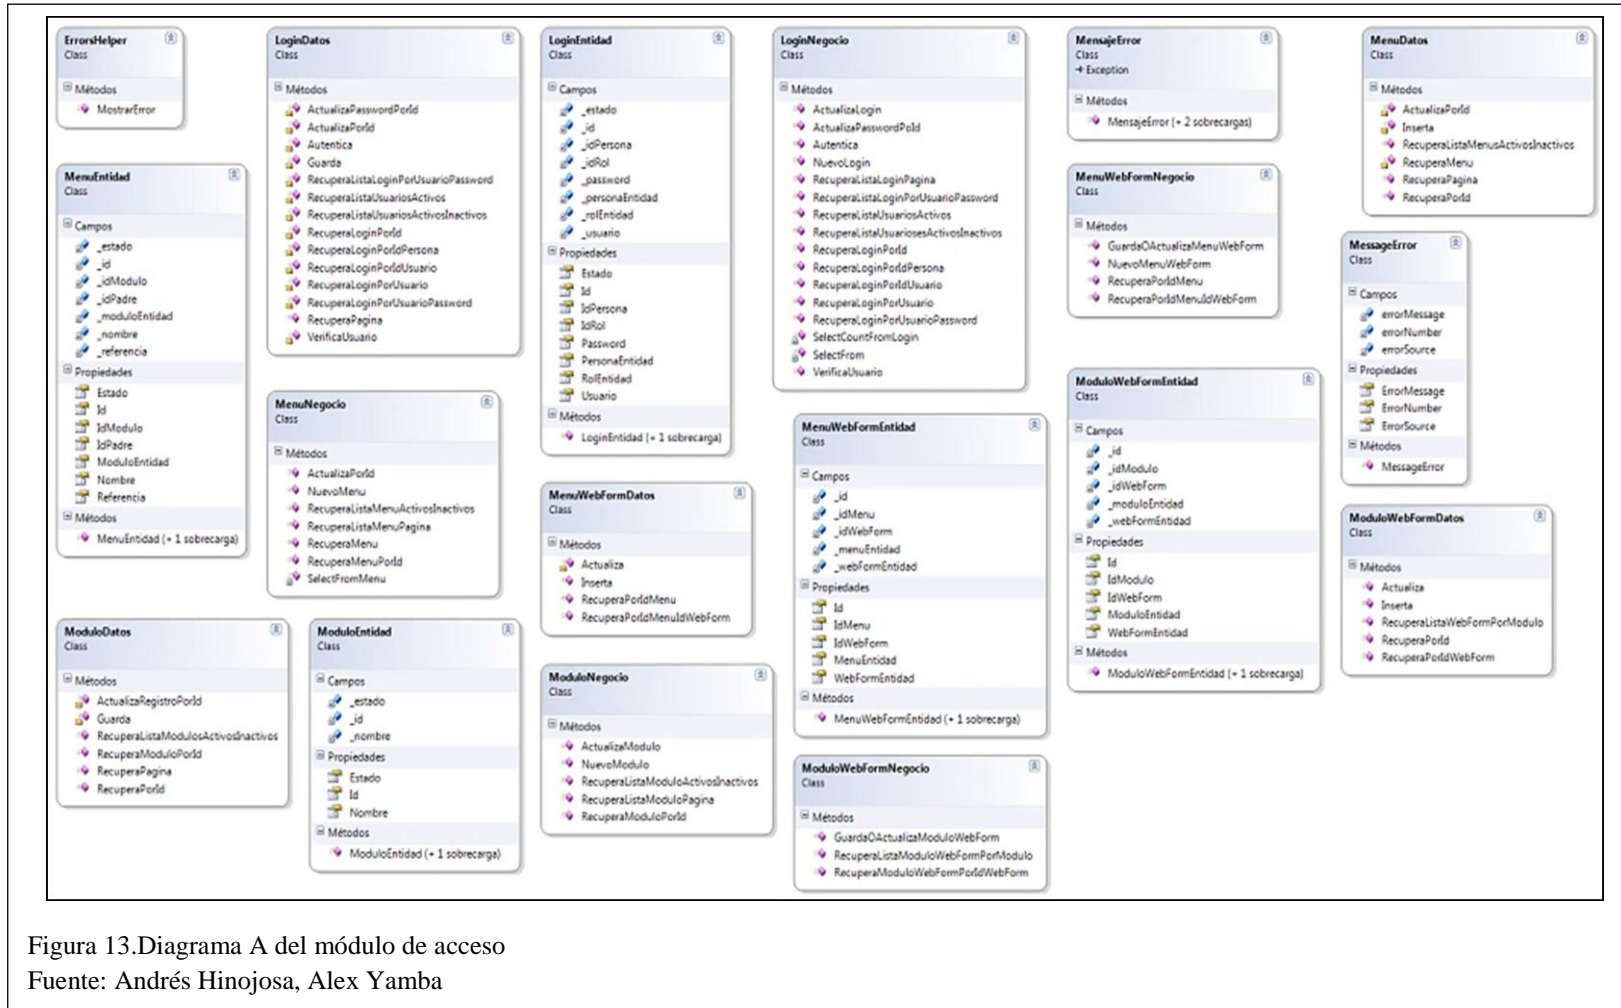 ErrorsHelper
Class
Métodos
MostrarError
MenuEntidad
Class
Campos
_estado
_id
_idModulo
_idPadre
_moduloEntidad
_nombre
_referencia
Propiedades
Estado
Id
IdModulo
IdPadre
ModuloEntidad
Nombre
Referencia
Métodos
MenuEntidad (+ 1 sobrecarga)
ModuloDatos
Class
Métodos
ActualizaRegistroPorId
Guarda
RecuperaListaModulosActivosInactivos
RecuperaModuloPorId
RecuperaPagina
RecuperaPorId
LoginDatos
Class
Métodos
ActualizaPasswordPorId
ActualizaPorId
Autentica
Guarda
RecuperaListaLoginPorUsuarioPassword
RecuperaListaUsuariosActivos
RecuperaListaUsuariosActivosInactivos
RecuperaLoginPorId
RecuperaLoginPorIdPersona
RecuperaLoginPorIdUsuario
RecuperaLoginPorUsuario
RecuperaLoginPorUsuarioPassword
RecuperaPagina
VerificaUsuario
MenuNegocio
Class
Métodos
ActualizaPorId
NuevoMenu
RecuperaListaMenuActivosInactivos
RecuperaListaMenuPagina
RecuperaMenu
RecuperaMenuPorId
SelectFromMenu
ModuloEntidad
Class
Campos
_estado
_id
_nombre
Propiedades
Estado
Id
Nombre
Métodos
ModuloEntidad (+ 1 sobrecarga)
LoginEntidad
Class
Campos
_estado
_id
_idPersona
_idRol
_password
_personaEntidad
_rolEntidad
_usuario
Propiedades
Estado
Id
IdPersona
IdRol
Password
PersonaEntidad
RolEntidad
Usuario
Métodos
LoginEntidad (+ 1 sobrecarga)
MenuWebFormDatos
Class
Métodos
Actualiza
Inserta
RecuperaPorIdMenu
RecuperaPorIdMenuIdWebForm
ModuloNegocio
Class
Métodos
ActualizaModulo
NuevoModulo
RecuperaListaModuloActivosInactivos
RecuperaListaModuloPagina
RecuperaModuloPorId
LoginNegocio
Class
Métodos
ActualizaLogin
ActualizaPasswordPoId
Autentica
NuevoLogin
RecuperaListaLoginPagina
RecuperaListaLoginPorUsuarioPassword
RecuperaListaUsuariosActivos
RecuperaListaUsuariosesActivosInactivos
RecuperaLoginPorId
RecuperaLoginPorIdPersona
RecuperaLoginPorIdUsuario
RecuperaLoginPorUsuario
RecuperaLoginPorUsuarioPassword
SelectCountFromLogin
SelectFrom
VerificaUsuario
MenuWebFormEntidad
Class
Campos
_id
_idMenu
_idWebForm
_menuEntidad
_webFormEntidad
Propiedades
Id
IdMenu
IdWebForm
MenuEntidad
WebFormEntidad
Métodos
MenuWebFormEntidad (+ 1 sobrecarga)
ModuloWebFormNegocio
Class
Métodos
GuardaOActualizaModuloWebForm
RecuperaListaModuloWebFormPorModulo
RecuperaModuloWebFormPorIdWebForm
MensajeError
Class
Exception
Métodos
MensajeError (+ 2 sobrecargas)
MenuWebFormNegocio
Class
Métodos
GuardaOActualizaMenuWebForm
NuevoMenuWebForm
RecuperaPorIdMenu
RecuperaPorIdMenuIdWebForm
ModuloWebFormEntidad
Class
Campos
_id
_idModulo
_idWebForm
_moduloEntidad
_webFormEntidad
Propiedades
Id
IdModulo
IdWebForm
ModuloEntidad
WebFormEntidad
Métodos
ModuloWebFormEntidad (+ 1 sobrecarga)
MenuDatos
Class
Métodos
ActualizaPorId
Inserta
RecuperaListaMenusActivosInactivos
RecuperaMenu
RecuperaPagina
RecuperaPorId
MessageError
Class
Campos
errorMessage
errorNumber
errorSource
Propiedades
ErrorMessage
ErrorNumber
ErrorSource
Métodos
MessageError
ModuloWebFormDatos
Class
Métodos
Actualiza
Inserta
RecuperaListaWebFormPorModulo
RecuperaPorId
RecuperaPorIdWebForm
Figura 13.Diagrama A del módulo de acceso
Fuente: Andrés Hinojosa, Alex Yamba